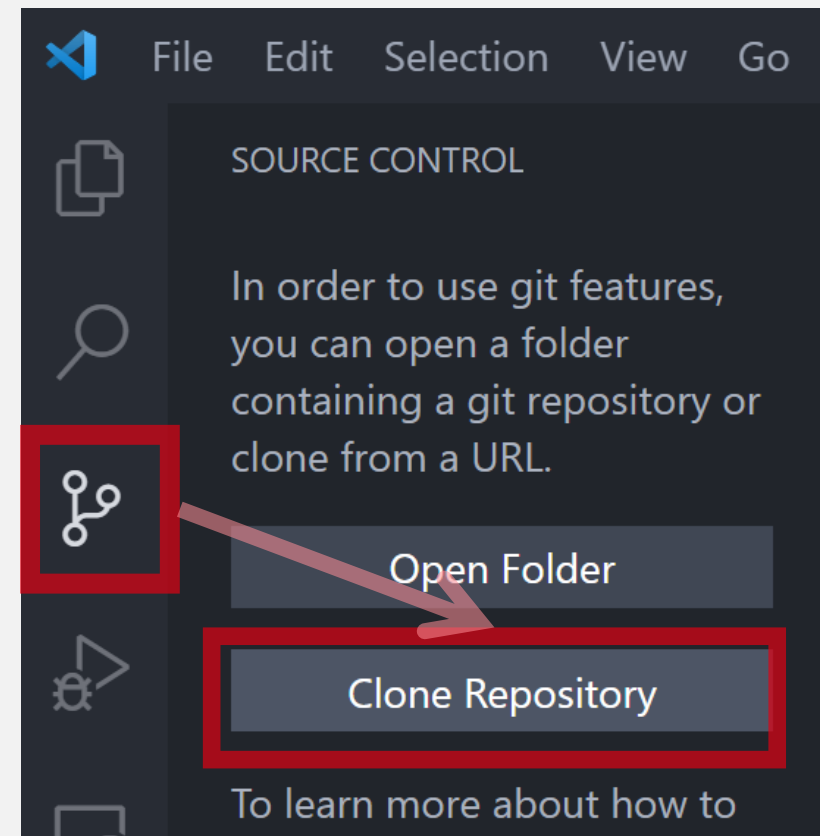 File Edit Selection View Go
SOURCE CONTROL
In order to use git features,
you can open a folder
containing a git repository or
clone from a URL.
Open Folder
Clone Repository
To learn more about how to